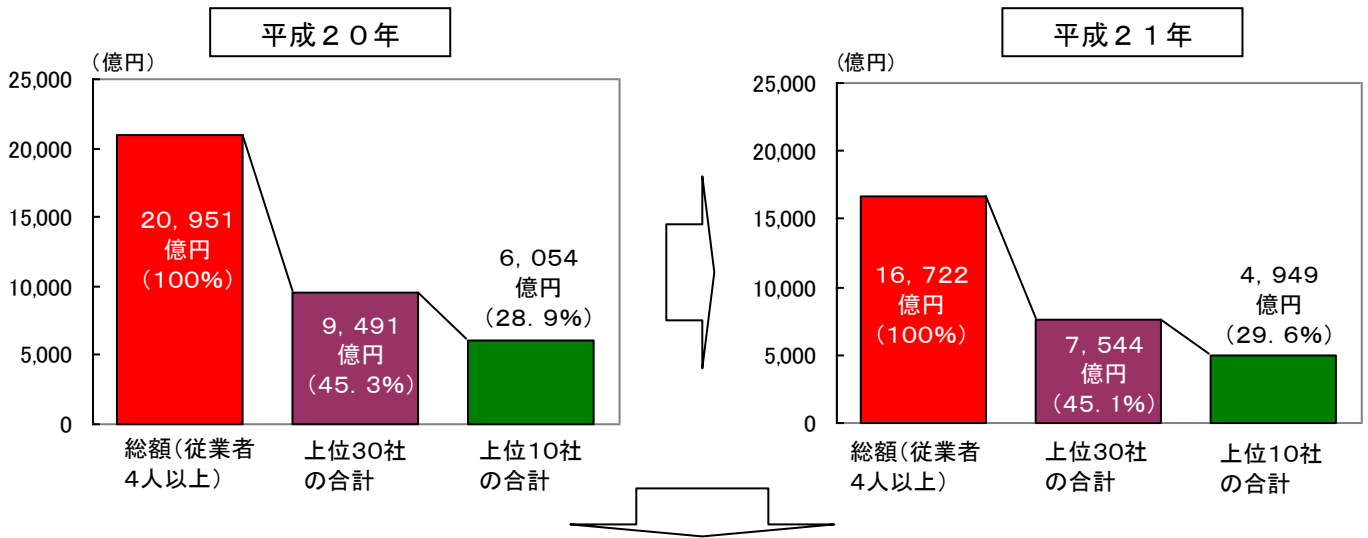 平成２０年
（億円）
25,000
20,000
15,000
10,000
5,000
0
２０，９５１
億円
（１００％）
９，４９１
億円
（４５．３％）
６，０５４
億円
（２８．９％）
総額（従業者
4人以上）
上位30社
の合計
上位10社
の合計
平成２１年
（億円）
25,000
20,000
15,000
10,000
5,000
0
１６，７２２
億円
（１００％）
７，５４４
億円
（４５．１％）
４，９４９
億円
（２９．６％）
総額（従業者
4人以上）
上位30社
の合計
上位10社
の合計